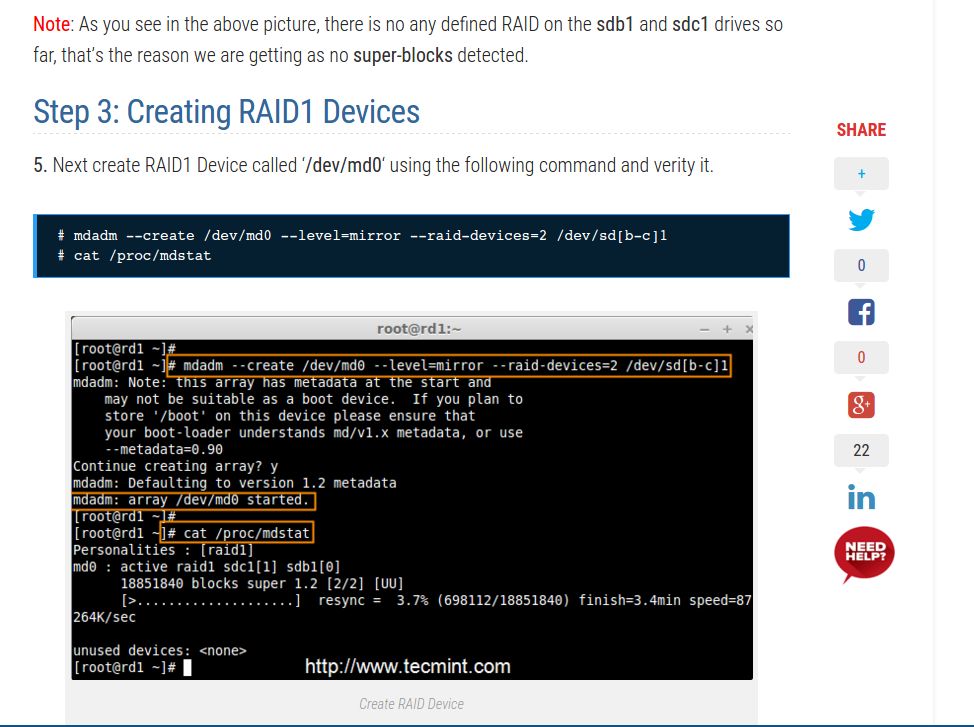 Note: As you see in the above picture, there is no any defined RAID on the sdb1 and sdc1 drives so
far, that's the reason we are getting as no super-blocks detected.
Step 3: Creating RAID1 Devices
5. Next create RAID1 Device called ‘/dev/md0‘ using the following command and verity it.
# mdadm --create /dev/md0 --level=mirror --raid-devices=2 /dev/sd[b-c]1
# cat /proc/mdstat
root@rd1:~
[root@rd1 ~]#
[root@rd1 ~]# mdadm --create /dev/md0 --level=mirror --raid-devices=2 /dev/sd[b-c]1
mdadm: Note: this array has metadata at the start and
    may not be suitable as a boot device.  If you plan to
    store '/boot' on this device please ensure that
    your boot-loader understands md/v1.x metadata, or use
    --metadata=0.90
Continue creating array? y
mdadm: Defaulting to version 1.2 metadata
mdadm: array /dev/md0 started.
[root@rd1 ~]#
[root@rd1 ~]# cat /proc/mdstat
Personalities : [raid1]
md0 : active raid1 sdc1[1] sdb1[0]
      18851840 blocks super 1.2 [2/2] [UU]
      [>....................]  resync =  3.7% (698112/18851840) finish=3.4min speed=87
264K/sec
unused devices: <none>
[root@rd1 ~]#
http://www.tecmint.com
Create RAID Device
SHARE
+
0
0
g+
22
in
NEED
HELP?